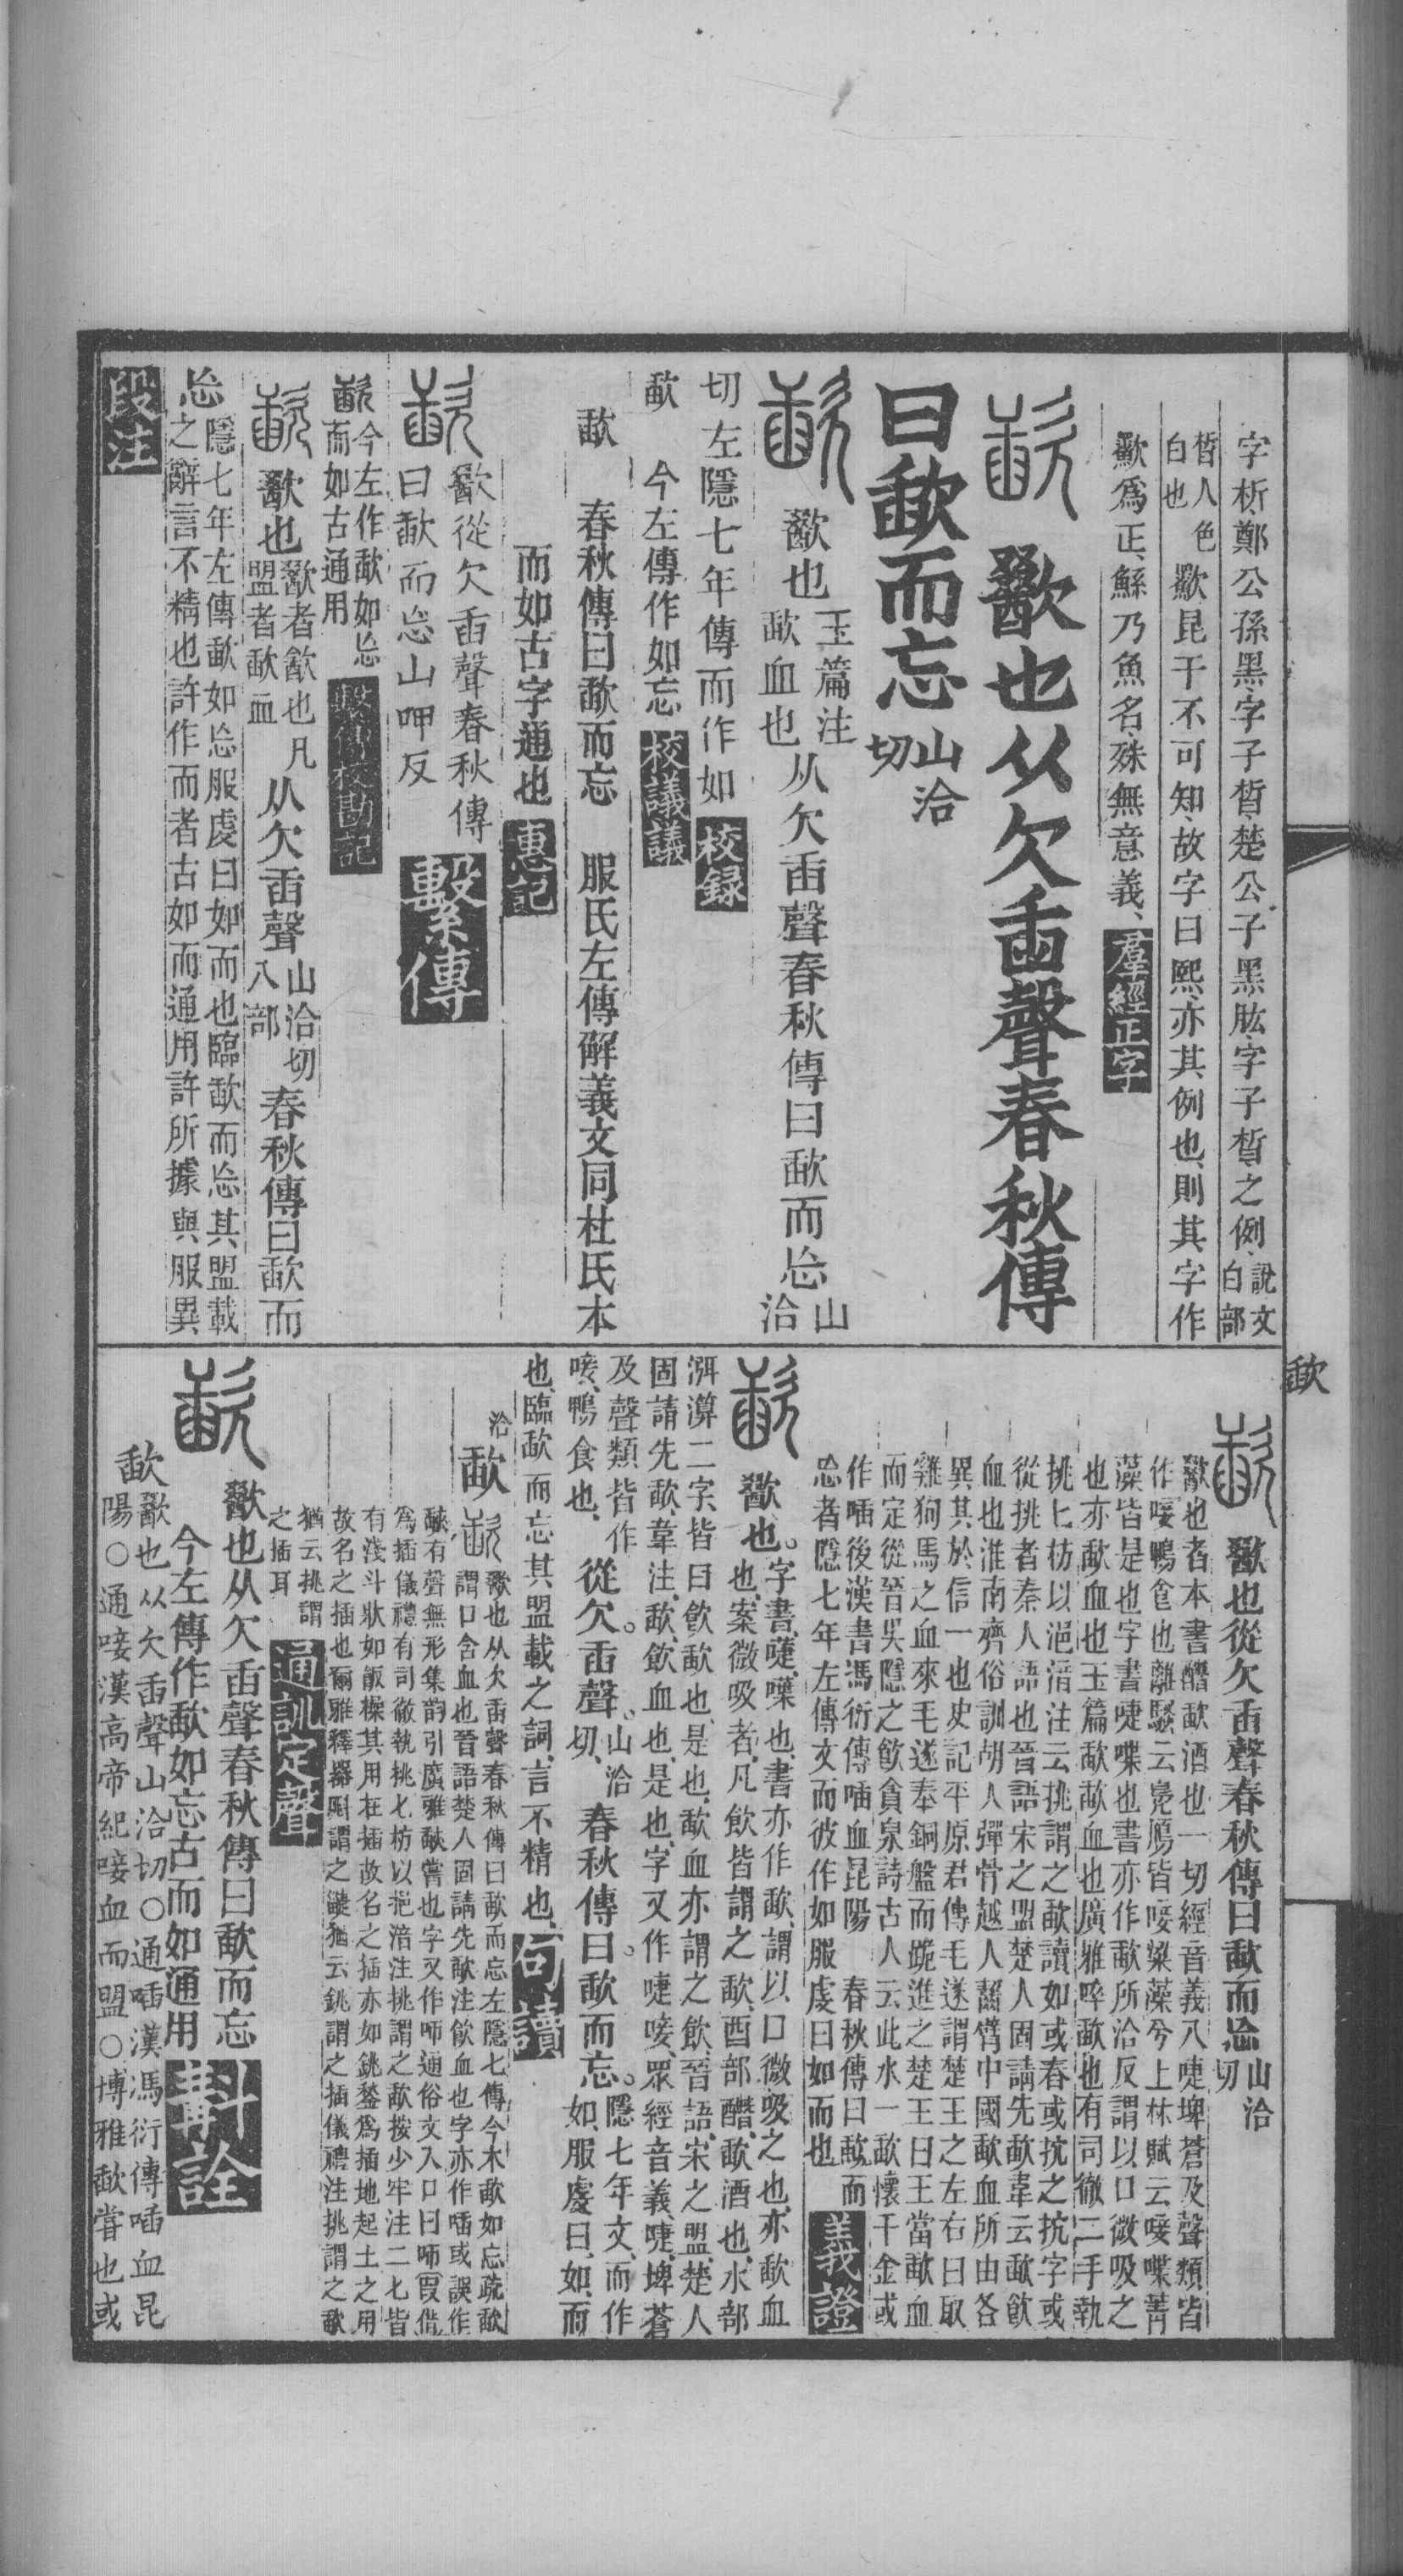 字析鄭公孫黑字子皙楚公子黑肱字子皙之例說文白部
皙人色白也歞昆干不可知故字曰熙亦其例也則其字作
歞爲正鯀乃魚名殊無意義羣經正字
歠也从欠臿聲春秋傳
曰歃而忘山洽切
歠也玉篇注歃血也从欠臿聲春秋傳曰歃而忘山洽
切左隱七年傳而作如校録
歃 今左傳作如忘校議議
歃 春秋傳曰歃而忘 服氏左傳解義文同杜氏本
而如古字通也惠記
歠從欠臿聲春秋傳曰歃而忘山呷反繫傳
今左作歃如忘而如古通用繫傳校勘記
歠也歠者㱃也凡盟者歃血从欠臿聲山洽切八部春秋傳曰歃而
忘隱七年左傳歃如忘服虔曰如而也臨歃而忘其盟載之辭言不精也許作而者古如而通用許所據與服異
段注
歃
歠也從欠臿聲春秋傳曰歃而忘山洽切
歠也者本書醋歃酒也一切經音義八啑埤蒼及聲類皆
作唼鴨食也離騷云鳧鴈皆唼粱藻兮上林賦云唼喋菁
藻皆是也字書啑喋也書亦作歃所洽反謂以口微吸之
也亦歃血也玉篇歃歃血也廣雅啐歃也有司徹二手執
挑匕枋以挹湆注云挑謂之歃讀如或舂或抗之抗字或
從挑者秦人語也晉語宋之盟楚人固請先歃韋云歃飮
血也淮南齊俗訓胡人彈骨越人齧臂中國歃血所由各
異其於信一也史記平原君傳毛遂謂楚王之左右曰取
雞狗馬之血來毛遂奉銅盤而跪進之楚王曰王當歃血
而定從晉吳隱之飮貪泉詩古人云此水一歃懷千金或
作喢後漢書馮衍傳喢血昆陽 春秋傳曰歃而
忘者隱七年左傳文而彼作如服虔曰如而也義證
歠也字書啑喋也書亦作歃謂以口微吸之也亦歃血也案微吸者凡飮皆謂之歃酉部醋歃酒也水部
㳽濞二字皆曰飮歃也是也歃血亦謂之飮晉語宋之盟楚人固請先歃韋注歃飮血也是也字又作啑唼眾經音義啑埤蒼
及聲類皆作唼鴨食也從欠臿聲山洽切春秋傳曰歃而忘隱七年文而作如服虔曰如而
也臨歃而忘其盟載之詞言不精也句讀
洽歃
歠也从欠臿聲春秋傳曰歃而忘左隱七傳今本歃如忘疏歃
謂口含血也晉語楚人固請先歃注飮血也字亦作喢或誤作
㰱有聲無形集韵引廣雅㰱嘗也字又作唝通俗文入口曰唝叚借
爲插儀禮有司徹執挑匕枋以挹湆注挑謂之歃按少牢注二匕皆
有淺斗狀如飯橾其用在插故名之插亦如銚鍫爲插地起土之用
故名之插也爾雅釋器㓮謂之䟆猶云銚謂之插儀禮注挑謂之歃
猶云挑謂之插耳通訓定聲
歠也从欠臿聲春秋傳曰歃而忘
今左傳作歃如忘古而如通用斠詮
歃歠也从欠臿聲山洽切○通喢漢馮衍傳喢血昆
陽○通唼漢高帝紀唼血而盟○博雅歃嘗也或